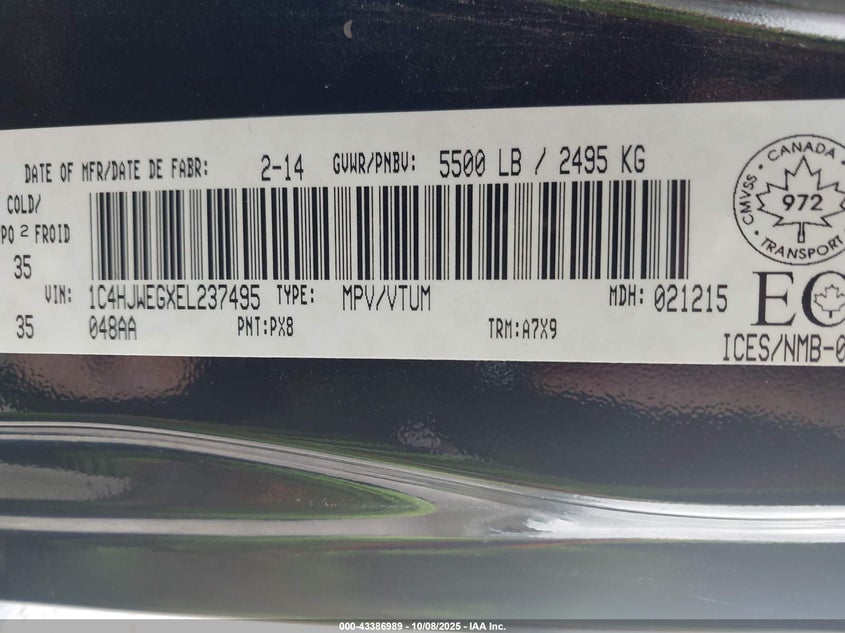 DATE OF MFR/DATE DE FABR: 2-14 GVWR/PNBV: 5500 LB / 2495 KG
COLD/
PO 2 FROID
35
VIN: 1C4HJWEGXEL237495 TYPE: MPV/VTUM MDH: 021215
35 048AA PNT:PX8 TRM:A7X9
CANADA
CMVSS 972
TRANSPORT
EC
ICES/NMB-0
000-43386989 - 10/08/2025 - IAA Inc.